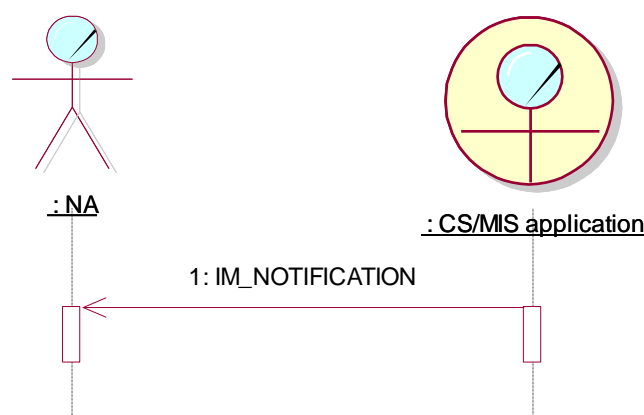 : NA
: CS/MIS application
1: IM_NOTIFICATION